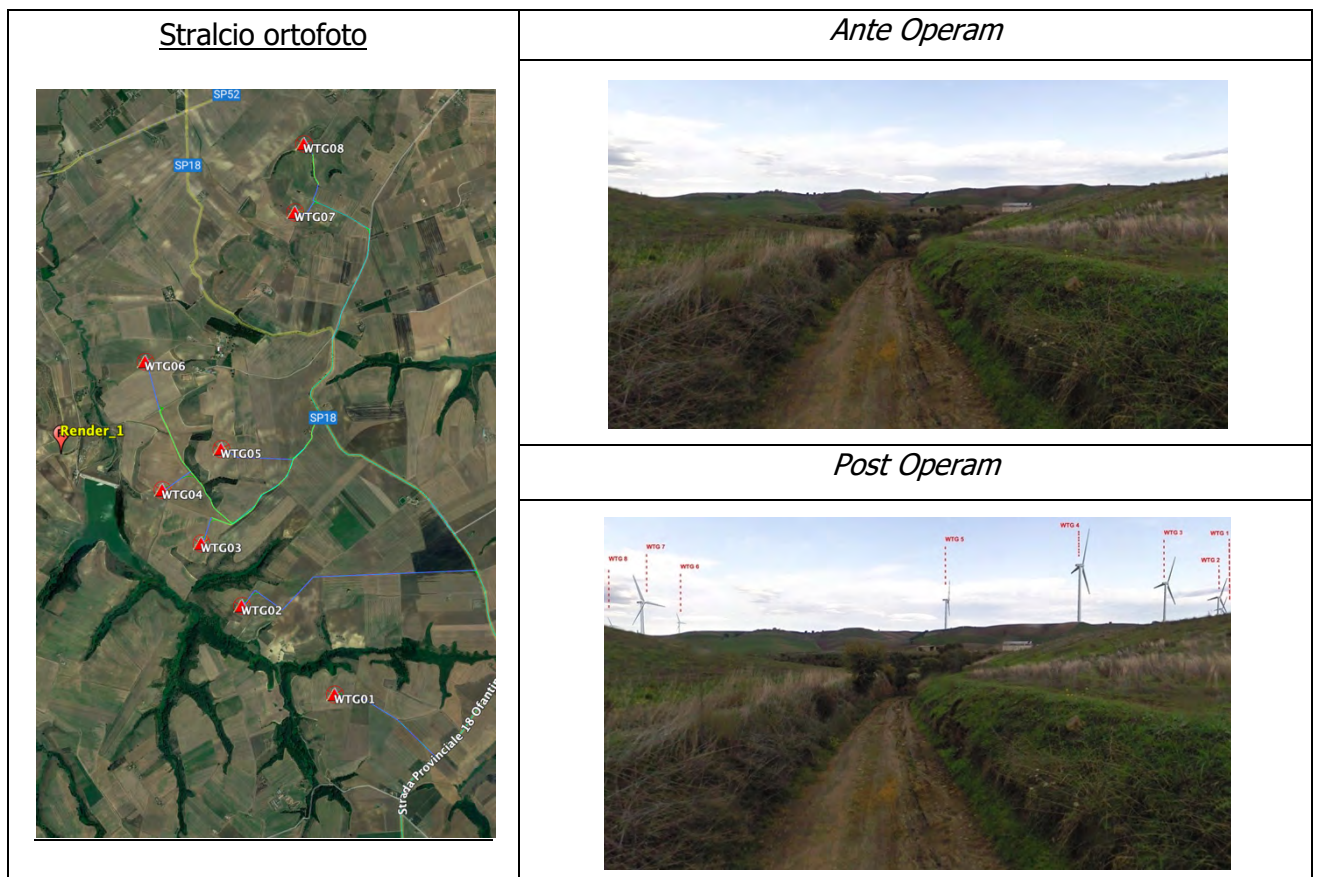 Stralcio ortofoto
SP52
WTG08
SP18
WTG07
WTG06
SP18
Render_1
WTG05
WTG04
WTG03
WTG02
WTG01
Strada Provinciale 18 Ofantin
Ante Operam
Post Operam
WTG 8
WTG 7
WTG 6
WTG 5
WTG 4
WTG 3
WTG 2
WTG 1